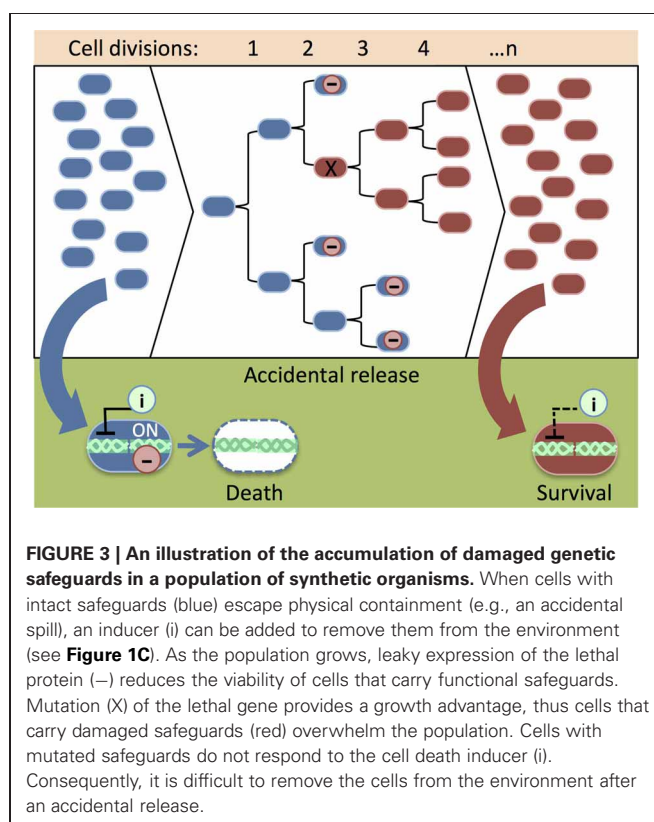 Cell divisions: 1 2 3 4 ...n
−
X
−
−
−
Accidental release
i
i
ON
−
Death
Survival
FIGURE 3 | An illustration of the accumulation of damaged genetic
safeguards in a population of synthetic organisms. When cells with
intact safeguards (blue) escape physical containment (e.g., an accidental
spill), an inducer (i) can be added to remove them from the environment
(see Figure 1C). As the population grows, leaky expression of the lethal
protein (−) reduces the viability of cells that carry functional safeguards.
Mutation (X) of the lethal gene provides a growth advantage, thus cells that
carry damaged safeguards (red) overwhelm the population. Cells with
mutated safeguards do not respond to the cell death inducer (i).
Consequently, it is difficult to remove the cells from the environment after
an accidental release.